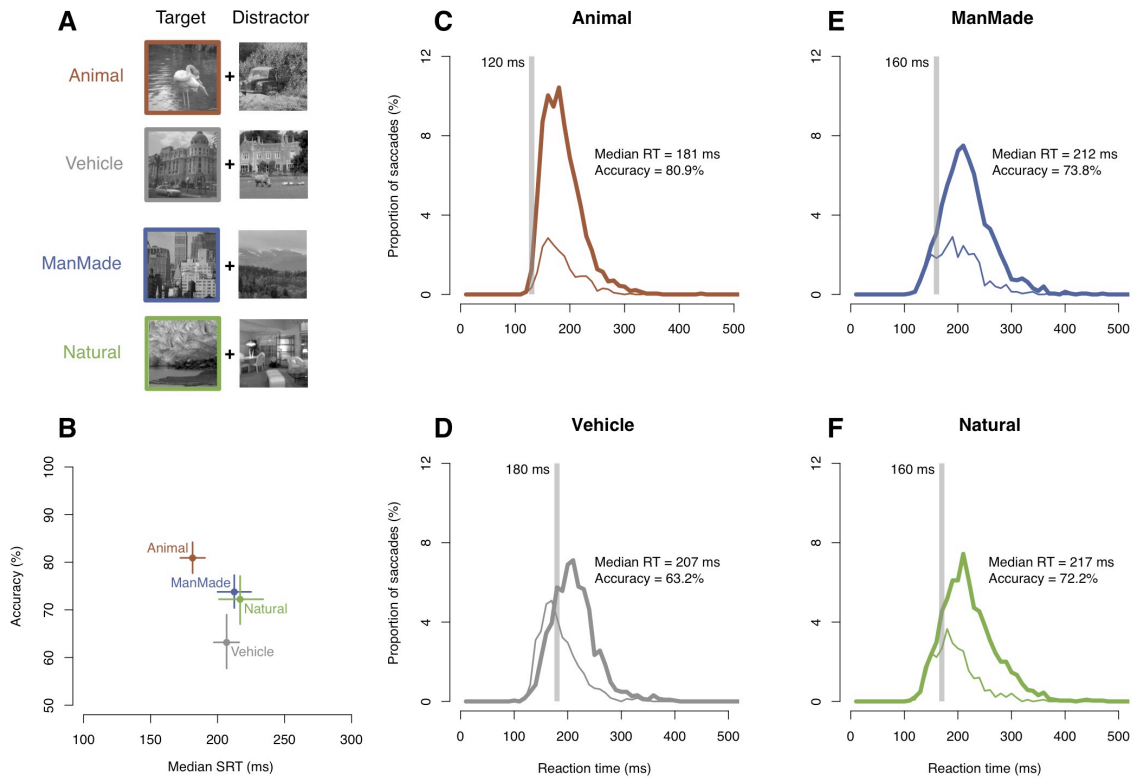 A
Target
Distractor
Animal
+
Vehicle
+
ManMade
+
Natural
+
B
100
90
80
70
60
50
Accuracy (%)
Animal
ManMade
Natural
Vehicle
100
150
200
250
300
Median SRT (ms)
C
Animal
12
8
4
0
Proportion of saccades (%)
120 ms
Median RT = 181 ms
Accuracy = 80.9%
0
100
200
300
400
500
D
Vehicle
12
8
4
0
Proportion of saccades (%)
180 ms
Median RT = 207 ms
Accuracy = 63.2%
0
100
200
300
400
500
Reaction time (ms)
E
ManMade
12
8
4
0
160 ms
Median RT = 212 ms
Accuracy = 73.8%
0
100
200
300
400
500
F
Natural
12
8
4
0
160 ms
Median RT = 217 ms
Accuracy = 72.2%
0
100
200
300
400
500
Reaction time (ms)